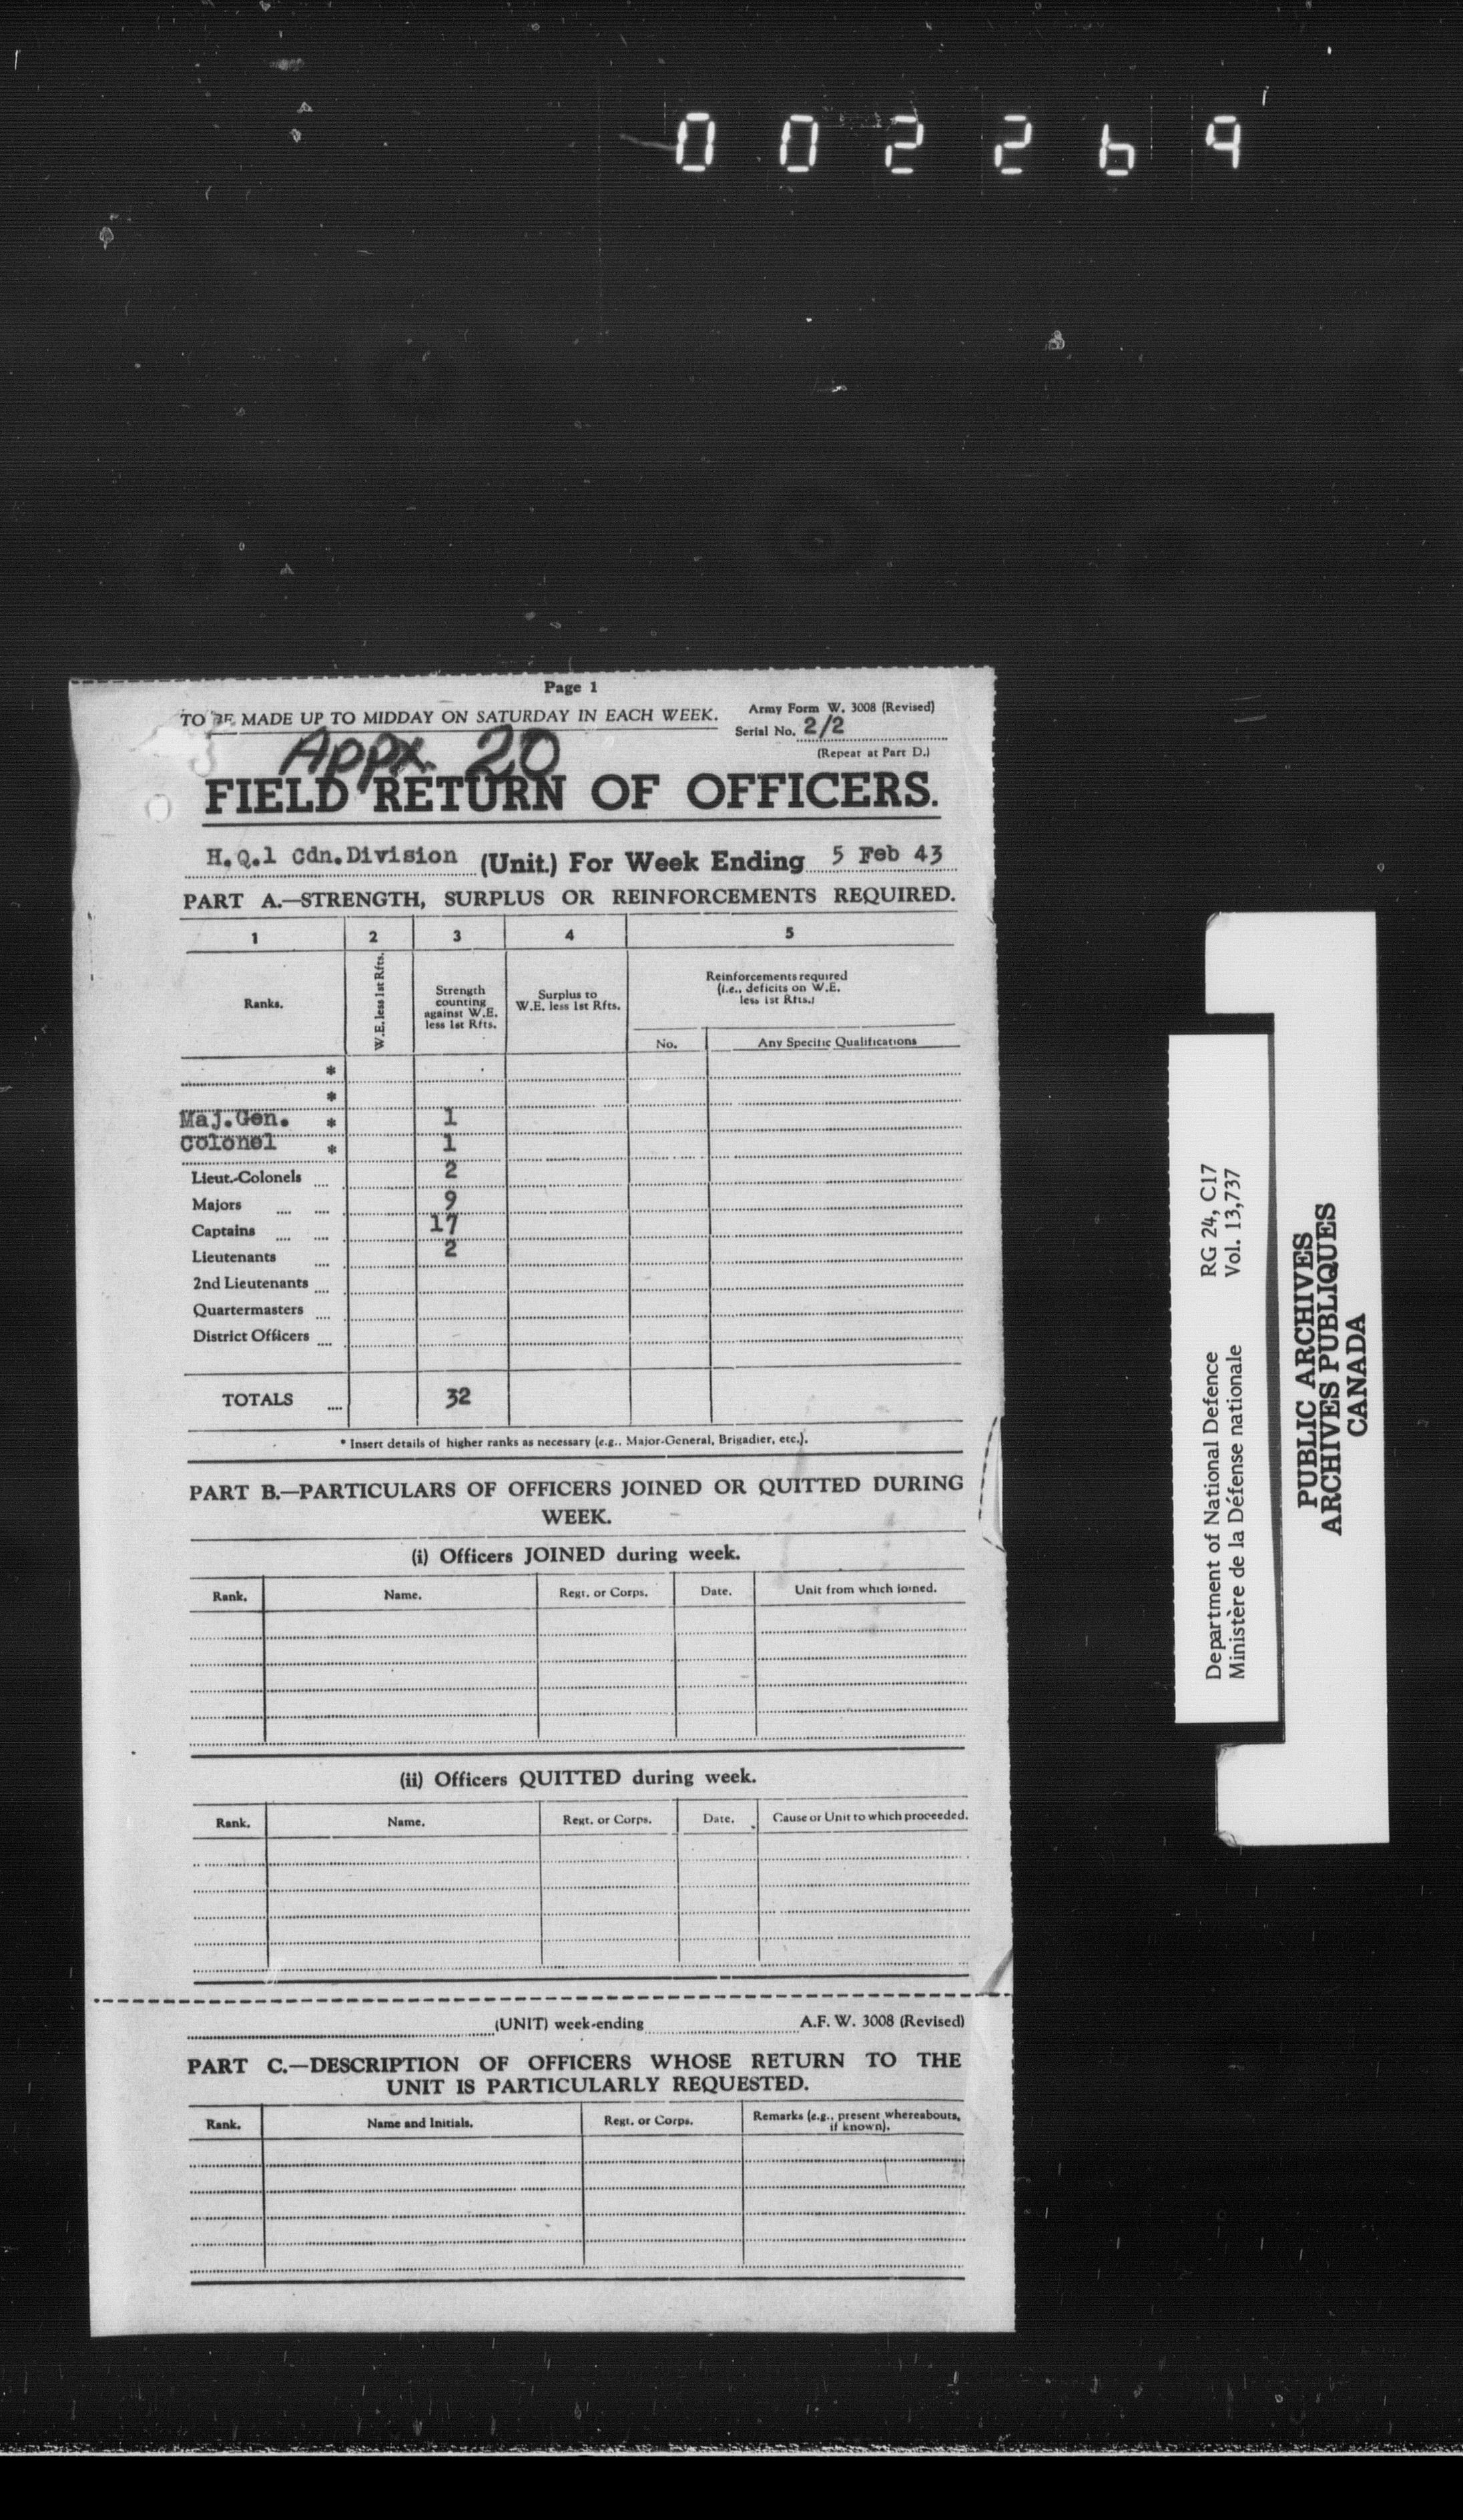 002269
Page 1
TO BE MADE UP TO MIDDAY ON SATURDAY IN EACH WEEK.
Army Form W. 3008 (Revised)
Serial No. 2/2
(Repeat at Part D.)
Appx. 20
FIELD RETURN OF OFFICERS.
H.Q.1 Cdn.Division (Unit.) For Week Ending 5 Feb 43
PART A.—STRENGTH, SURPLUS OR REINFORCEMENTS REQUIRED.
1 2 3 4 5
Ranks.
W.E. less 1st Rfts.
Strength
counting
against W.E.
less 1st Rfts.
Surplus to
W.E. less 1st Rfts.
Reinforcements required
(i.e., deficits on W.E.
less 1st Rfts.)
No. Any Specific Qualifications
*
*
Maj.Gen. * 1
Colonel * 1
Lieut.-Colonels .... 2
Majors .... .... 9
Captains .... .... 17
Lieutenants .... 2
2nd Lieutenants ....
Quartermasters ....
District Officers ....
TOTALS .... 32
* Insert details of higher ranks as necessary (e.g., Major-General, Brigadier, etc.).
PART B.—PARTICULARS OF OFFICERS JOINED OR QUITTED DURING
WEEK.
(i) Officers JOINED during week.
Rank. Name. Regt. or Corps. Date. Unit from which joined.
(ii) Officers QUITTED during week.
Rank. Name. Regt. or Corps. Date. Cause or Unit to which proceeded.
(UNIT) week-ending A.F. W. 3008 (Revised)
PART C.—DESCRIPTION OF OFFICERS WHOSE RETURN TO THE
UNIT IS PARTICULARLY REQUESTED.
Rank. Name and Initials. Regt. or Corps. Remarks (e.g., present whereabouts,
if known).
Department of National Defence RG 24, C17
Ministère de la Défense nationale Vol. 13,737
PUBLIC ARCHIVES
ARCHIVES PUBLIQUES
CANADA